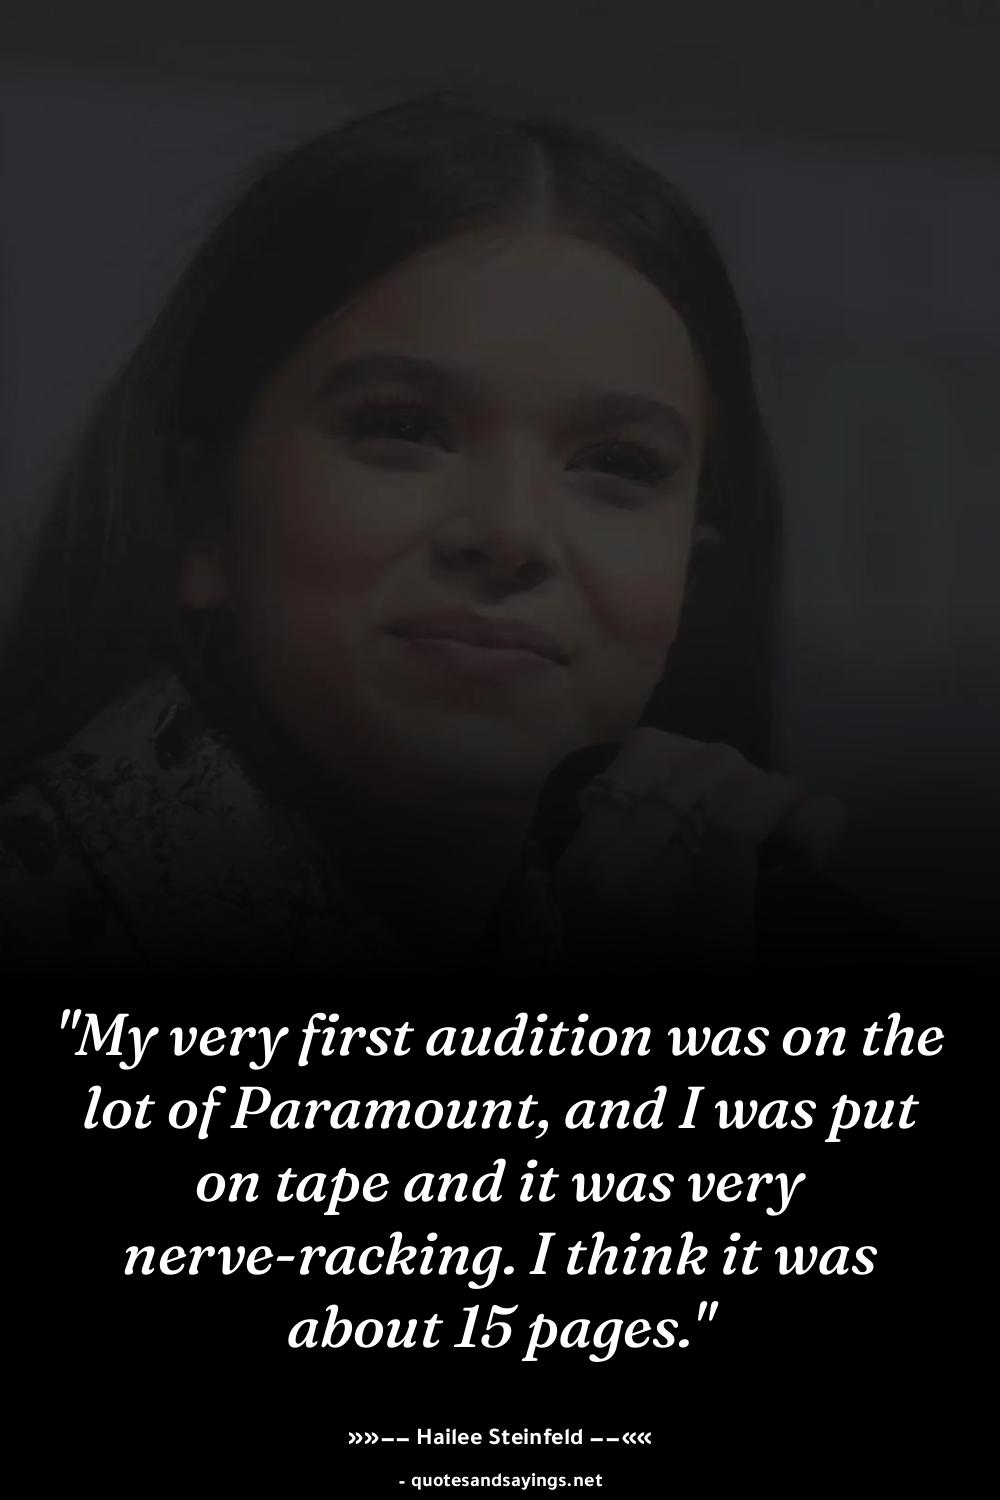 "My very first audition was on the
lot of Paramount, and I was put
on tape and it was very
nerve-racking. I think it was
about 15 pages."
»»−− Hailee Steinfeld −−««
- quotesandsayings.net